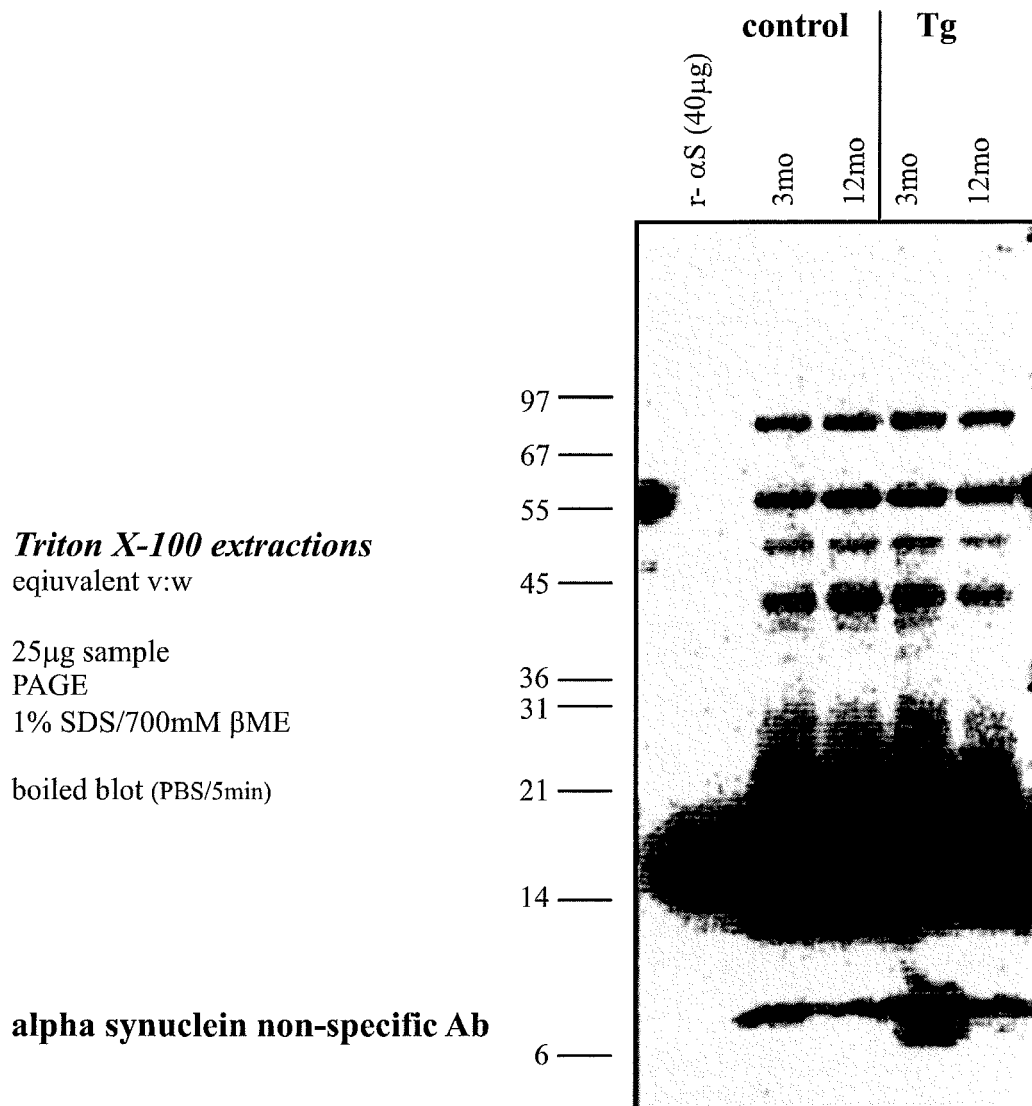 control Tg
r- αS (40µg)
3mo
12mo
3mo
12mo
97
67
55
Triton X-100 extractions
eqiuvalent v:w
45
25µg sample
36
PAGE
31
1% SDS/700mM βME
boiled blot (PBS/5min)
21
14
alpha synuclein non-specific Ab
6